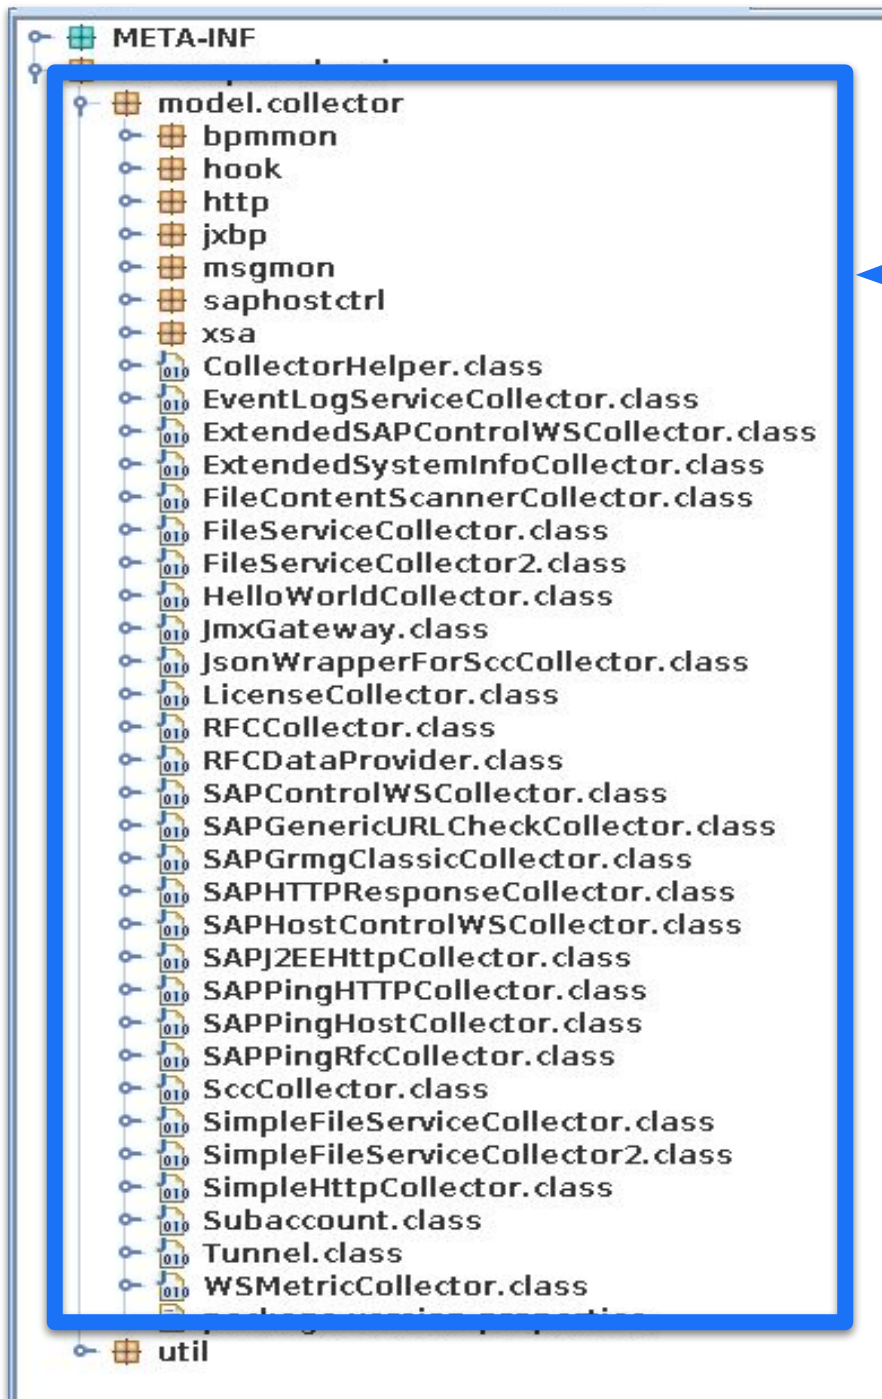 META-INF
model.collector
bpmmon
hook
http
jxbp
msgmon
saphostctrl
xsa
CollectorHelper.class
EventLogServiceCollector.class
ExtendedSAPControlWSCollector.class
ExtendedSystemInfoCollector.class
FileContentScannerCollector.class
FileServiceCollector.class
FileServiceCollector2.class
HelloWorldCollector.class
JmxGateway.class
JsonWrapperForSccCollector.class
LicenseCollector.class
RFCCollector.class
RFCDataProvider.class
SAPControlWSCollector.class
SAPGenericURLCheckCollector.class
SAPGrmgClassicCollector.class
SAPHTTPResponseCollector.class
SAPHostControlWSCollector.class
SAPJ2EEHttpCollector.class
SAPPingHTTPCollector.class
SAPPingHostCollector.class
SAPPingRfcCollector.class
SccCollector.class
SimpleFileServiceCollector.class
SimpleFileServiceCollector2.class
SimpleHttpCollector.class
Subaccount.class
Tunnel.class
WSMetricCollector.class
util